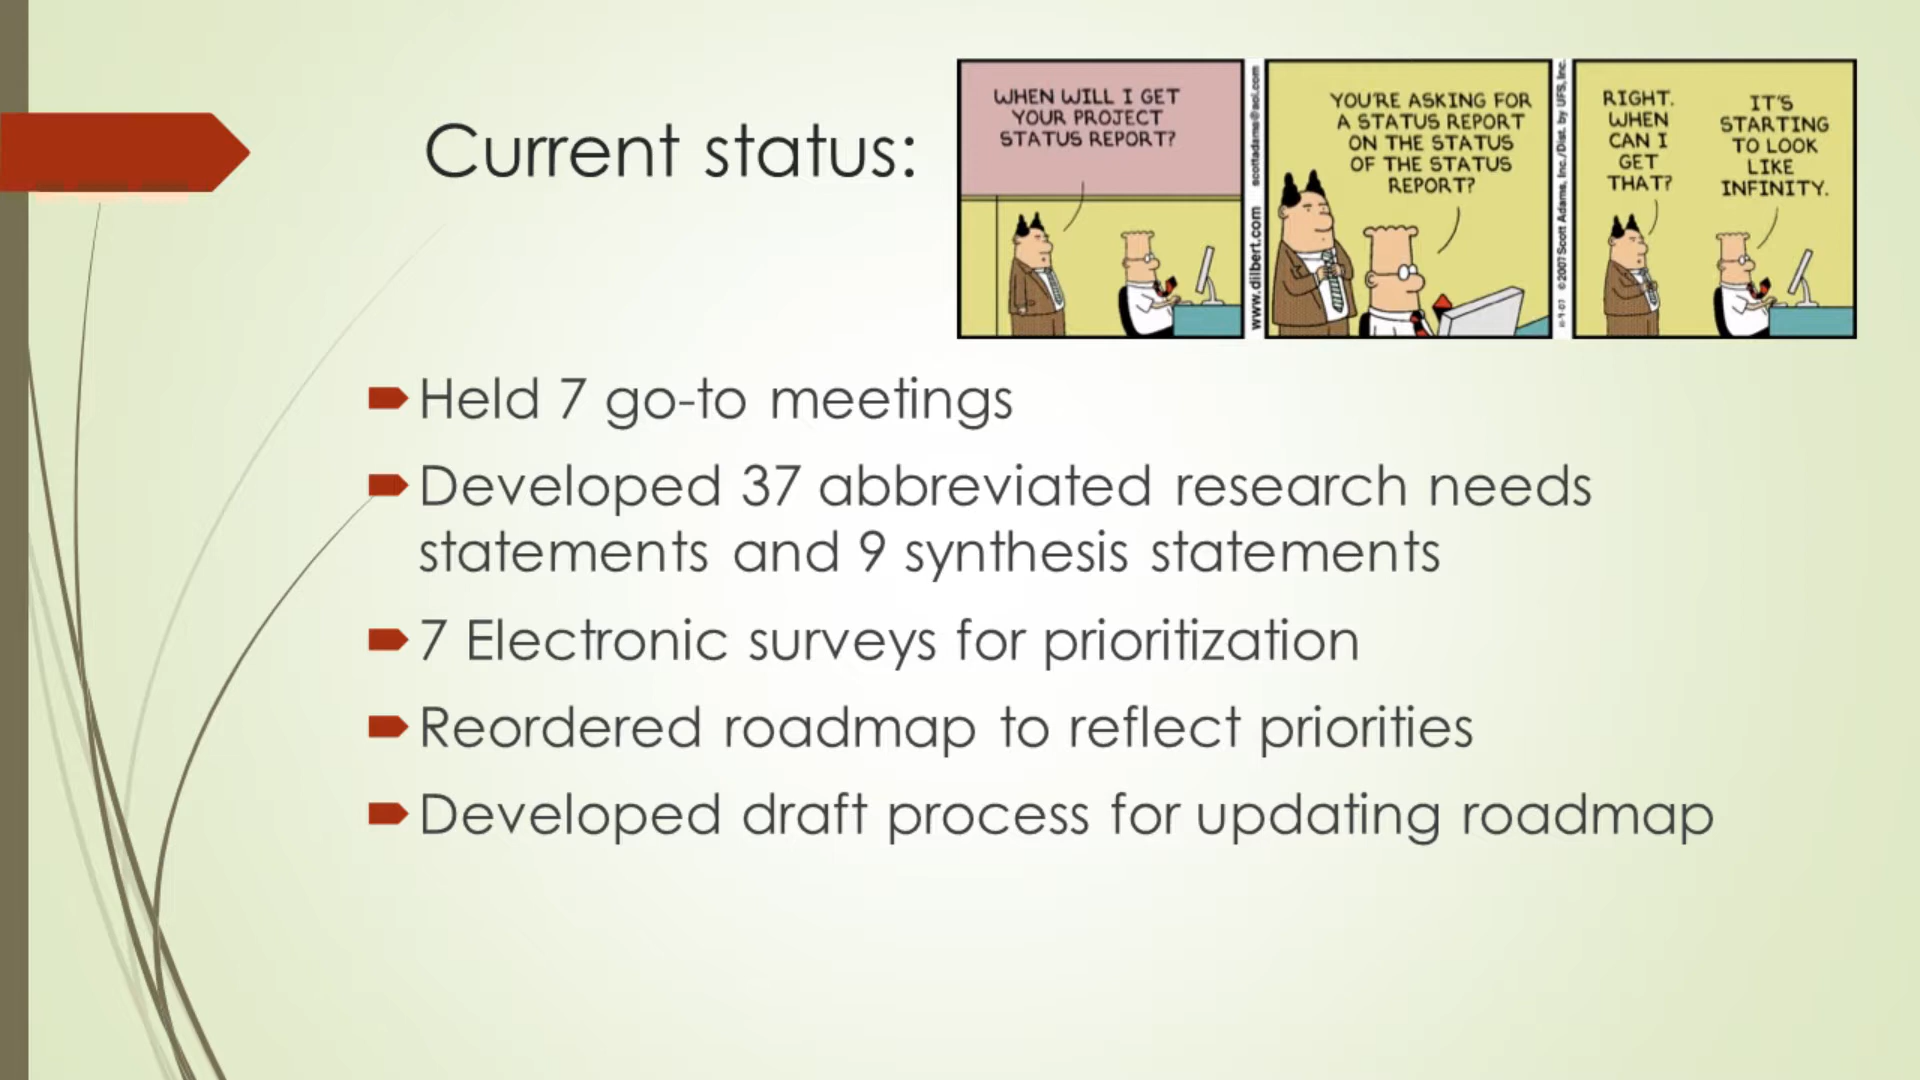 Current status:
WHEN WILL I GET
YOUR PROJECT
STATUS REPORT?
www.dilbert.com scottadams@aol.com
YOU'RE ASKING FOR
A STATUS REPORT
ON THE STATUS
OF THE STATUS
REPORT?
©2007 Scott Adams, Inc./Dist. by UFS, Inc.
RIGHT.
WHEN
CAN I
GET
THAT?
IT'S
STARTING
TO LOOK
LIKE
INFINITY.
Held 7 go-to meetings
Developed 37 abbreviated research needs
statements and 9 synthesis statements
7 Electronic surveys for prioritization
Reordered roadmap to reflect priorities
Developed draft process for updating roadmap